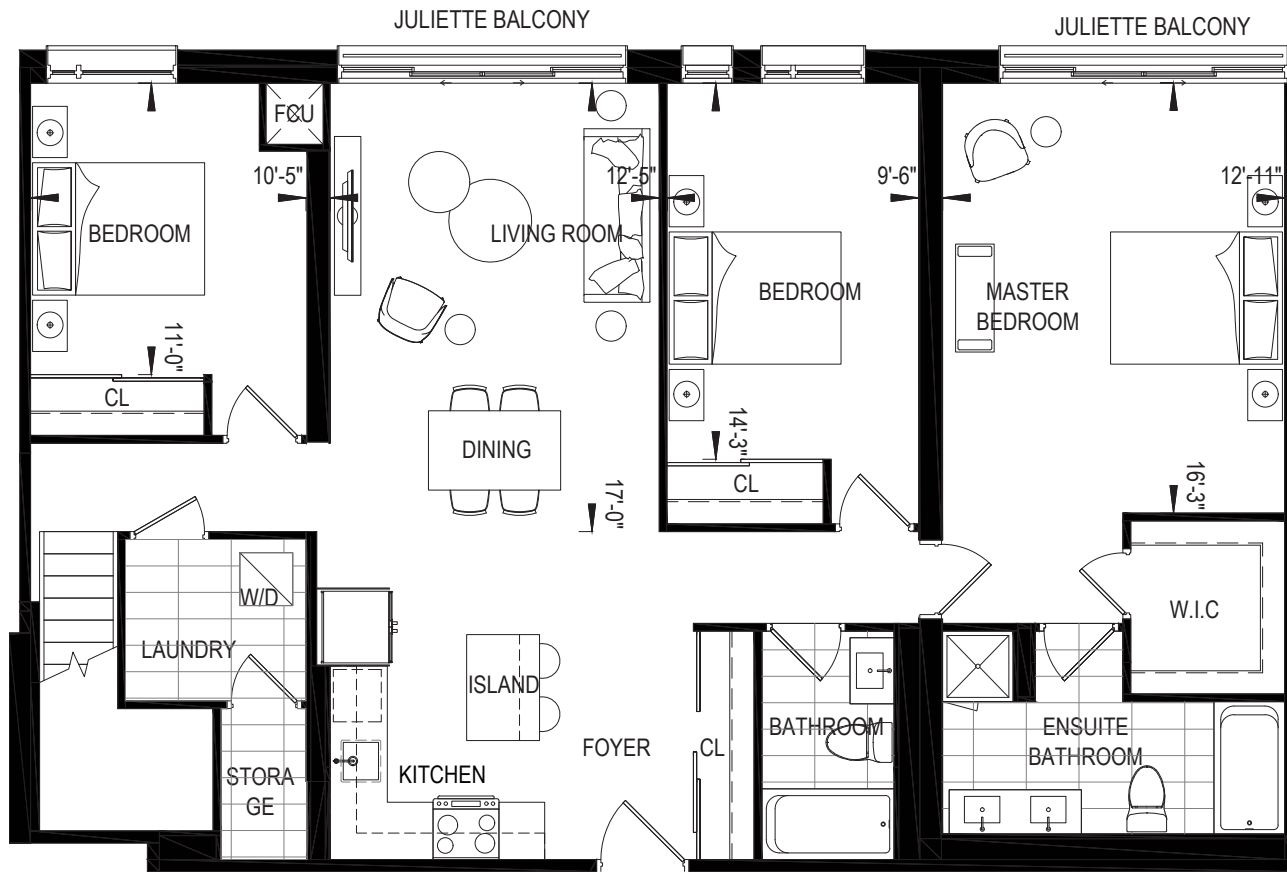 JULIETTE BALCONY
JULIETTE BALCONY
FCU
10'-5"
12'-5"
9'-6"
12'-11"
BEDROOM
LIVING ROOM
BEDROOM
MASTER
BEDROOM
11'-0"
CL
DINING
14'-3"
CL
17'-0"
16'-3"
W/D
W.I.C
LAUNDRY
ISLAND
FOYER
CL
BATHROOM
ENSUITE
BATHROOM
KITCHEN
STORA
GE